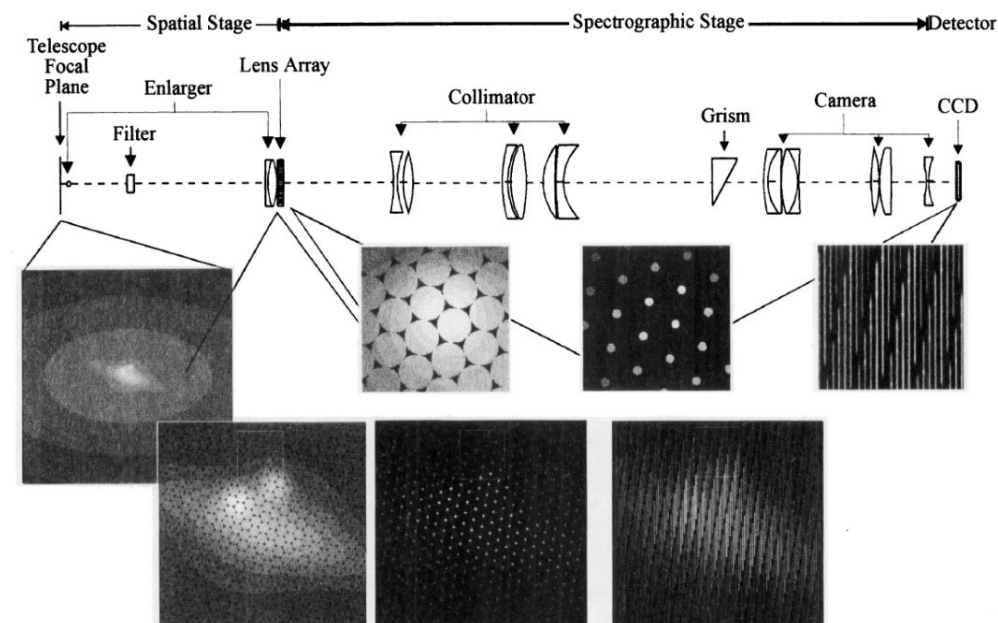 Spatial Stage
Spectrographic Stage
Detector
Telescope
Focal
Plane
Enlarger
Lens Array
Filter
Collimator
Grism
Camera
CCD